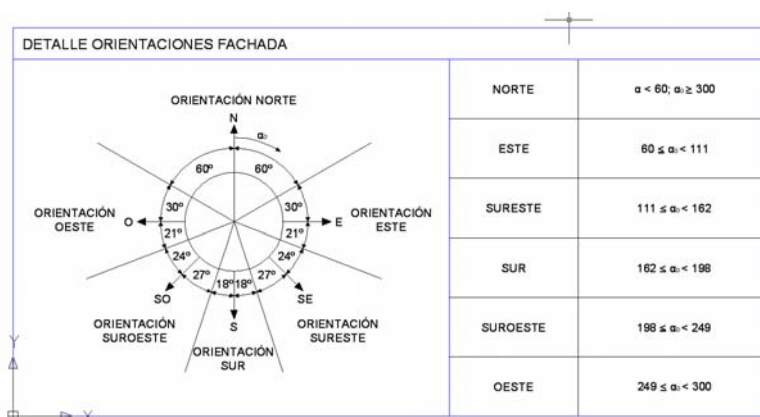 DETALLE ORIENTACIONES FACHADA
ORIENTACIÓN NORTE
N
α₀
60º 60º
30º 30º
ORIENTACIÓN
OESTE
O
E
ORIENTACIÓN
ESTE
21º 21º
24º 24º
27º 27º
18º 18º
SO
SE
S
ORIENTACIÓN
SUROESTE
ORIENTACIÓN
SURESTE
ORIENTACIÓN
SUR
NORTE α < 60; α₀ ≥ 300
ESTE 60 ≤ α₀ < 111
SURESTE 111 ≤ α₀ < 162
SUR 162 ≤ α₀ < 198
SUROESTE 198 ≤ α₀ < 249
OESTE 249 ≤ α₀ < 300
Y
X